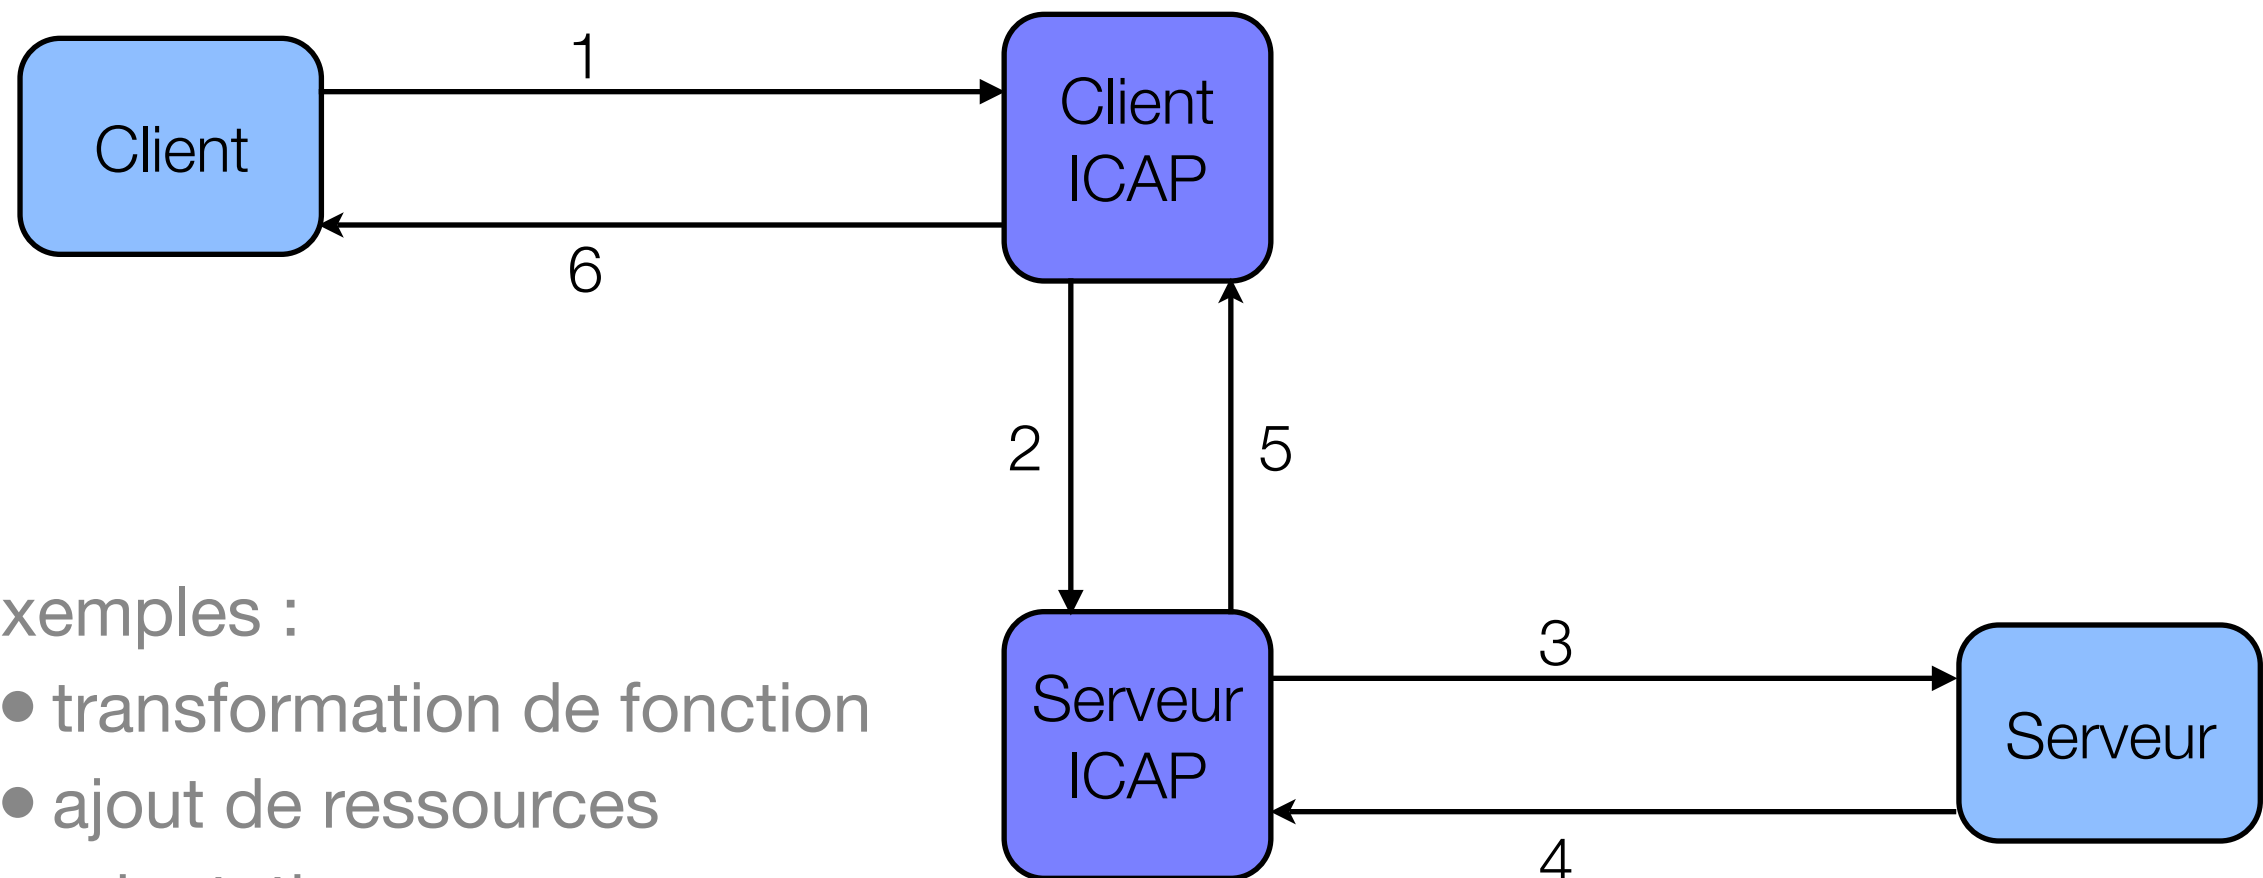 1
Client
Client
ICAP
6
2
5
xemples :
3
• transformation de fonction
Serveur
ICAP
Serveur
• ajout de ressources
4